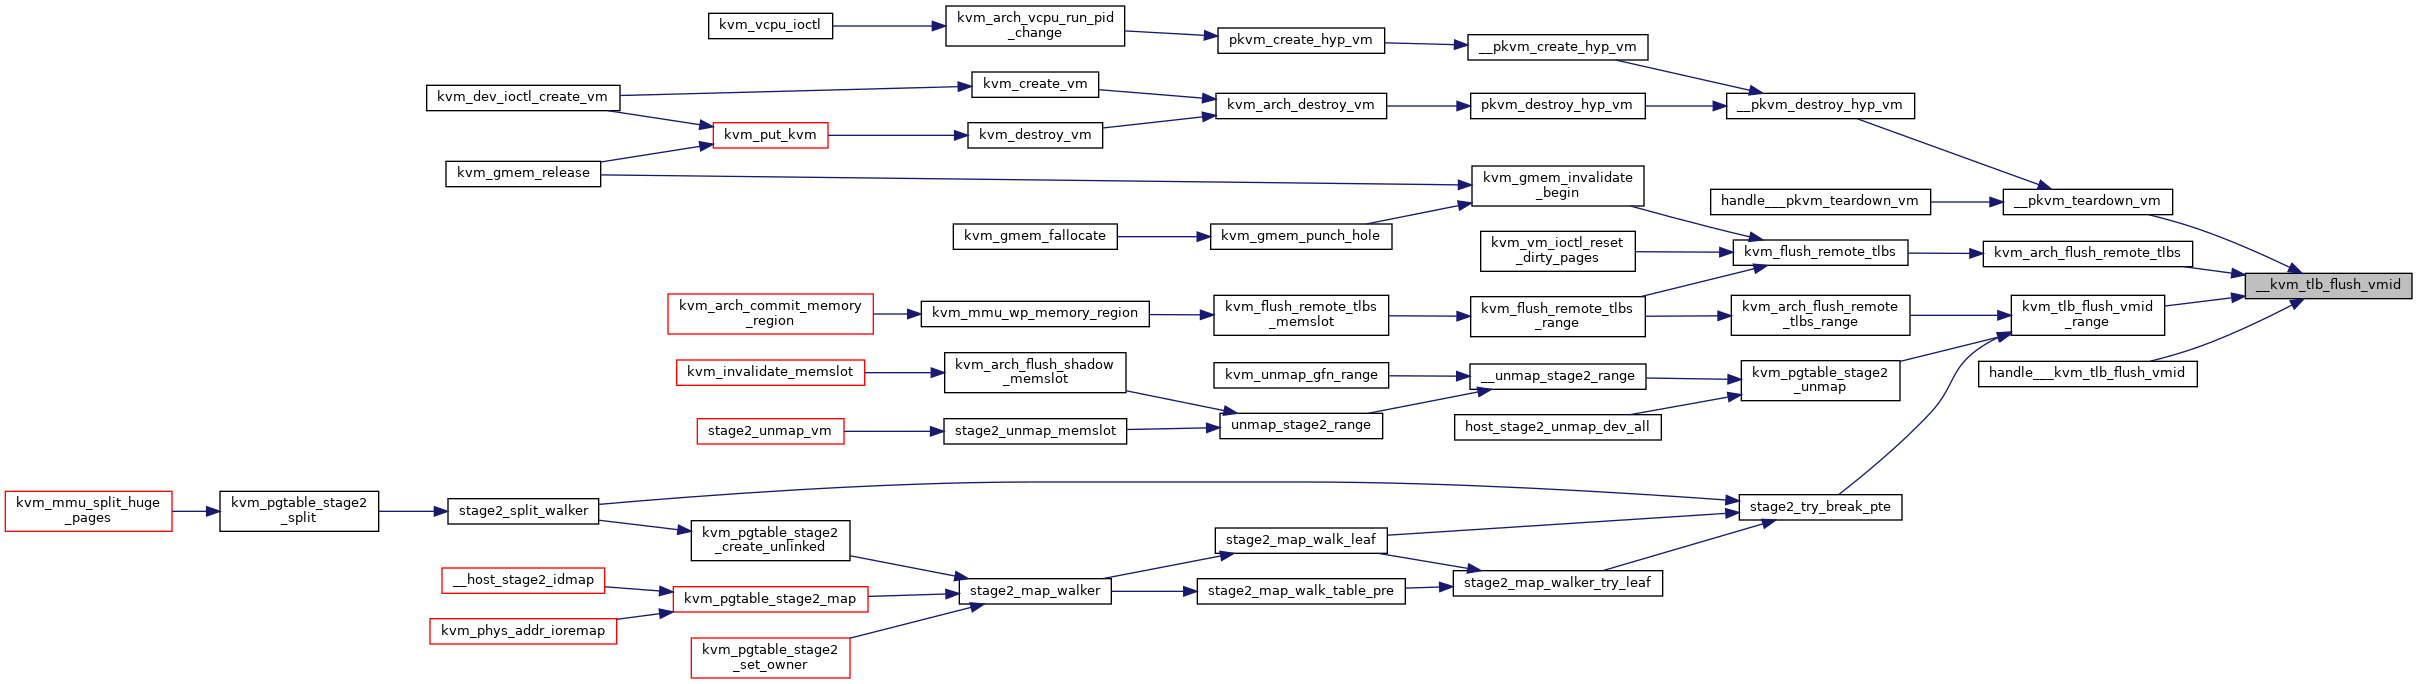 kvm_vcpu_ioctl
kvm_arch_vcpu_run_pid
_change
pkvm_create_hyp_vm
__pkvm_create_hyp_vm
kvm_dev_ioctl_create_vm
kvm_create_vm
kvm_arch_destroy_vm
pkvm_destroy_hyp_vm
__pkvm_destroy_hyp_vm
kvm_put_kvm
kvm_destroy_vm
kvm_gmem_release
kvm_gmem_invalidate
_begin
handle___pkvm_teardown_vm
__pkvm_teardown_vm
kvm_gmem_fallocate
kvm_gmem_punch_hole
kvm_vm_ioctl_reset
_dirty_pages
kvm_flush_remote_tlbs
kvm_arch_flush_remote_tlbs
__kvm_tlb_flush_vmid
kvm_arch_commit_memory
_region
kvm_mmu_wp_memory_region
kvm_flush_remote_tlbs
_memslot
kvm_flush_remote_tlbs
_range
kvm_arch_flush_remote
_tlbs_range
kvm_tlb_flush_vmid
_range
kvm_invalidate_memslot
kvm_arch_flush_shadow
_memslot
kvm_unmap_gfn_range
__unmap_stage2_range
kvm_pgtable_stage2
_unmap
handle___kvm_tlb_flush_vmid
stage2_unmap_vm
stage2_unmap_memslot
unmap_stage2_range
host_stage2_unmap_dev_all
kvm_mmu_split_huge
_pages
kvm_pgtable_stage2
_split
stage2_split_walker
stage2_try_break_pte
kvm_pgtable_stage2
_create_unlinked
stage2_map_walk_leaf
__host_stage2_idmap
kvm_pgtable_stage2_map
stage2_map_walker
stage2_map_walk_table_pre
stage2_map_walker_try_leaf
kvm_phys_addr_ioremap
kvm_pgtable_stage2
_set_owner